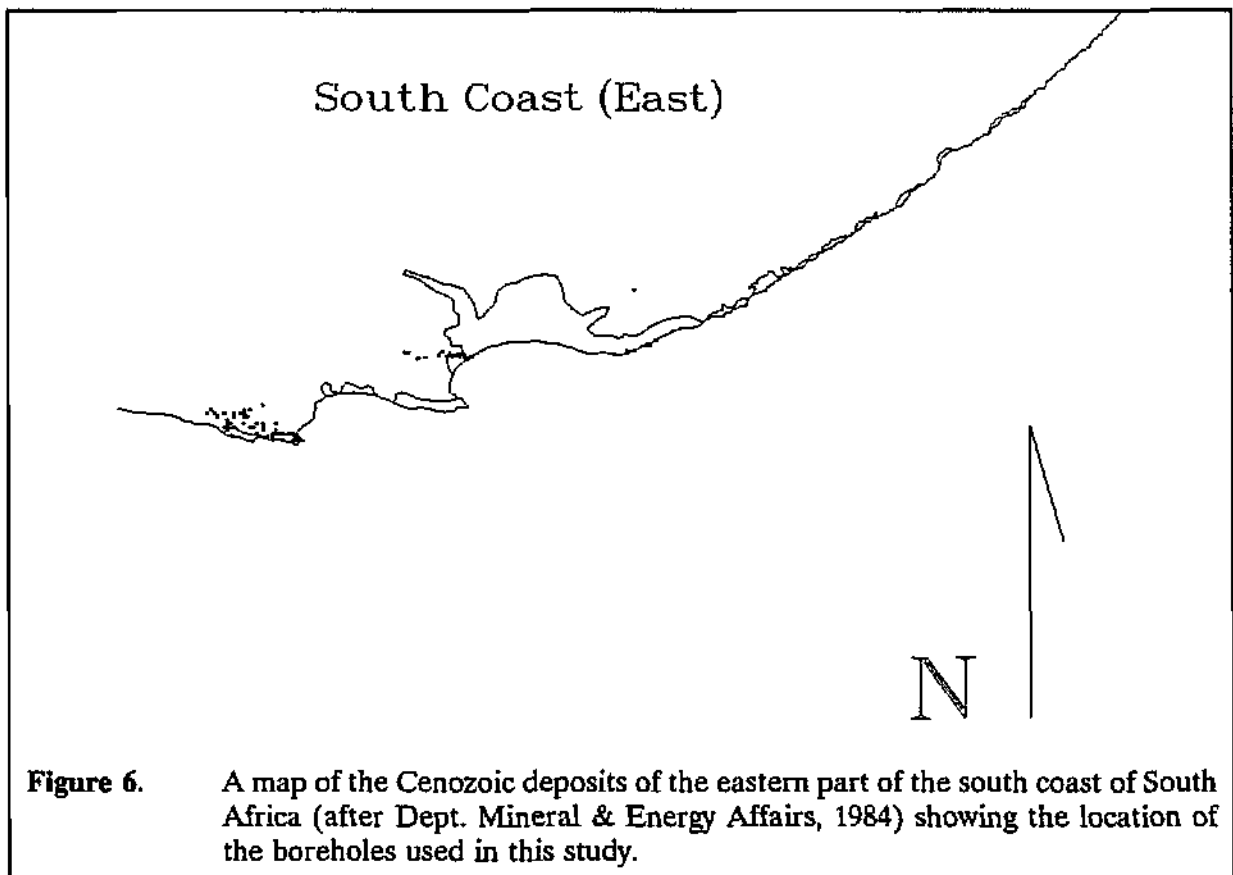 South Coast (East)
N
Figure 6. A map of the Cenozoic deposits of the eastern part of the south coast of South
Africa (after Dept. Mineral & Energy Affairs, 1984) showing the location of
the boreholes used in this study.